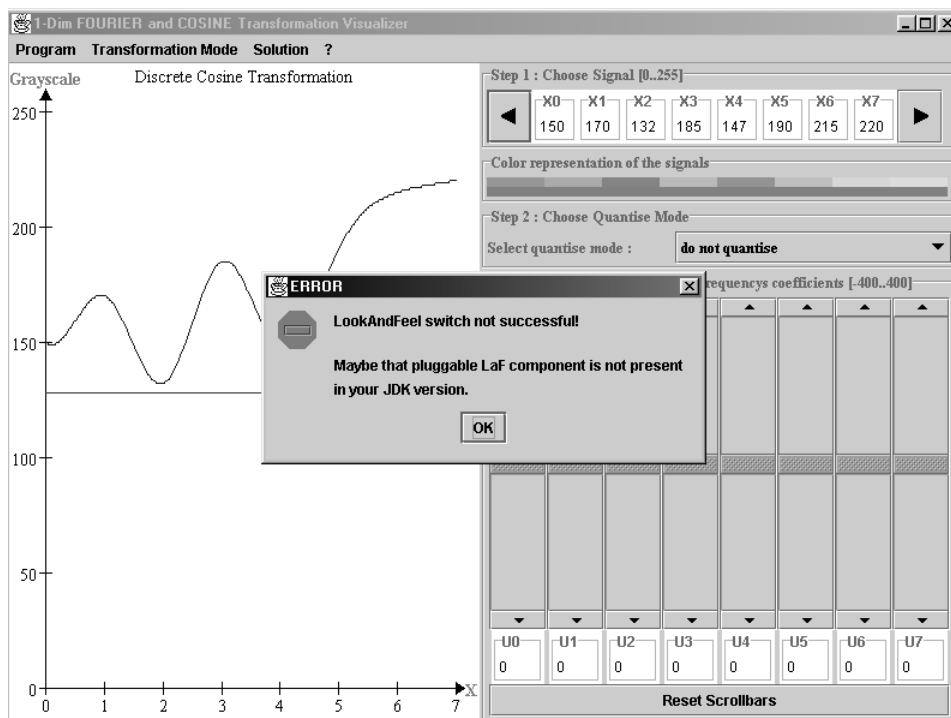 1-Dim FOURIER and COSINE Transformation Visualizer
Program Transformation Mode Solution ?
Grayscale
Discrete Cosine Transformation
250
200
150
100
50
0
0 1 2 3 4 5 6 7
X
Step 1 : Choose Signal [0..255]
X0 X1 X2 X3 X4 X5 X6 X7
150 170 132 185 147 190 215 220
Color representation of the signals
Step 2 : Choose Quantise Mode
Select quantise mode : do not quantise
requencys coefficients [-400..400]
ERROR
LookAndFeel switch not successful!
Maybe that pluggable LaF component is not present
in your JDK version.
OK
U0 U1 U2 U3 U4 U5 U6 U7
0 0 0 0 0 0 0 0
Reset Scrollbars